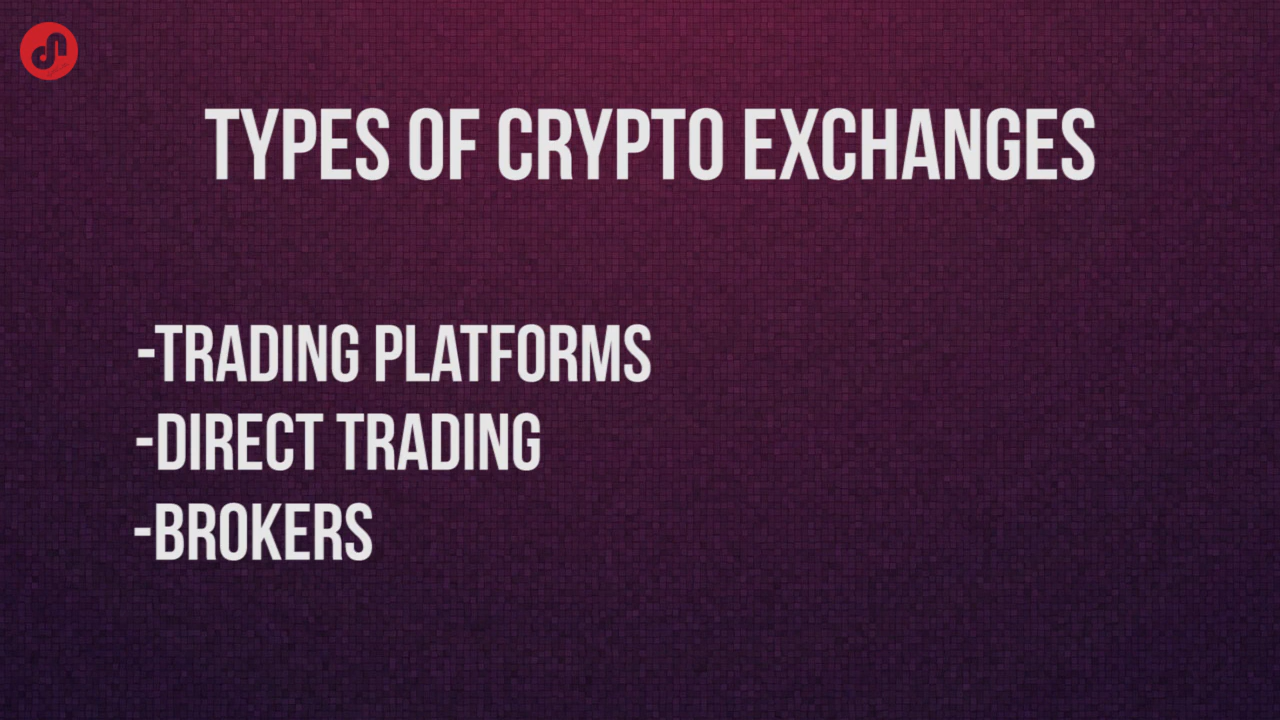 TYPES OF CRYPTO EXCHANGES
-TRADING PLATFORMS
-DIRECT TRADING
-BROKERS